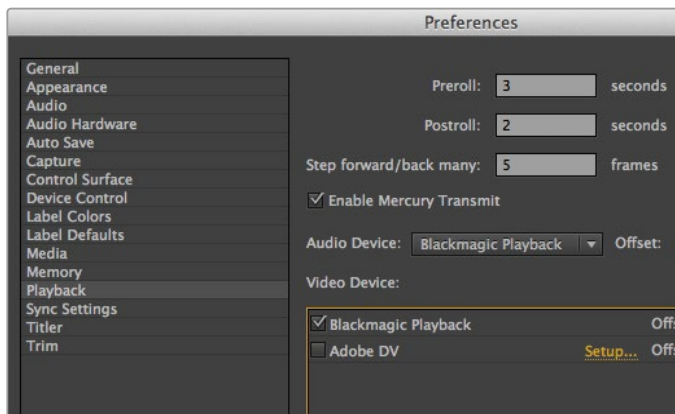 Preferences
General
Appearance
Audio
Audio Hardware
Auto Save
Capture
Control Surface
Device Control
Label Colors
Label Defaults
Media
Memory
Playback
Sync Settings
Titler
Trim
Preroll: 3 seconds
Postroll: 2 seconds
Step forward/back many: 5 frames
Enable Mercury Transmit
Audio Device: Blackmagic Playback Offset:
Video Device:
Blackmagic Playback
Adobe DV Setup...